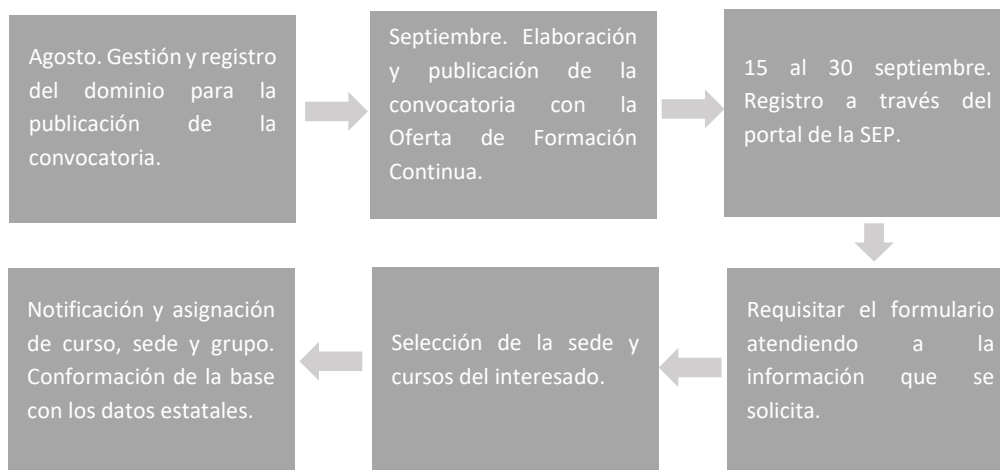 Agosto. Gestión y registro
del dominio para la
publicación de la
convocatoria.
Septiembre. Elaboración
y publicación de la
convocatoria con la
Oferta de Formación
Continua.
15 al 30 septiembre.
Registro a través del
portal de la SEP.
Requisitar el formulario
atendiendo a la
información que se
solicita.
Selección de la sede y
cursos del interesado.
Notificación y asignación
de curso, sede y grupo.
Conformación de la base
con los datos estatales.